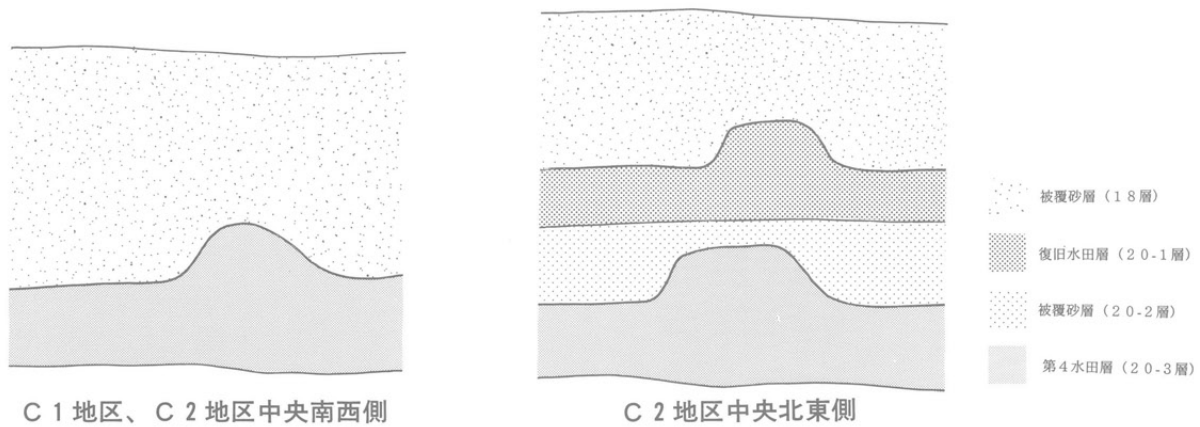 被覆砂層(18層)
復旧水田層(20-1層)
被覆砂層(20-2層)
第4水田層(20-3層)
C1地区、C2地区中央南西側
C2地区中央北東側